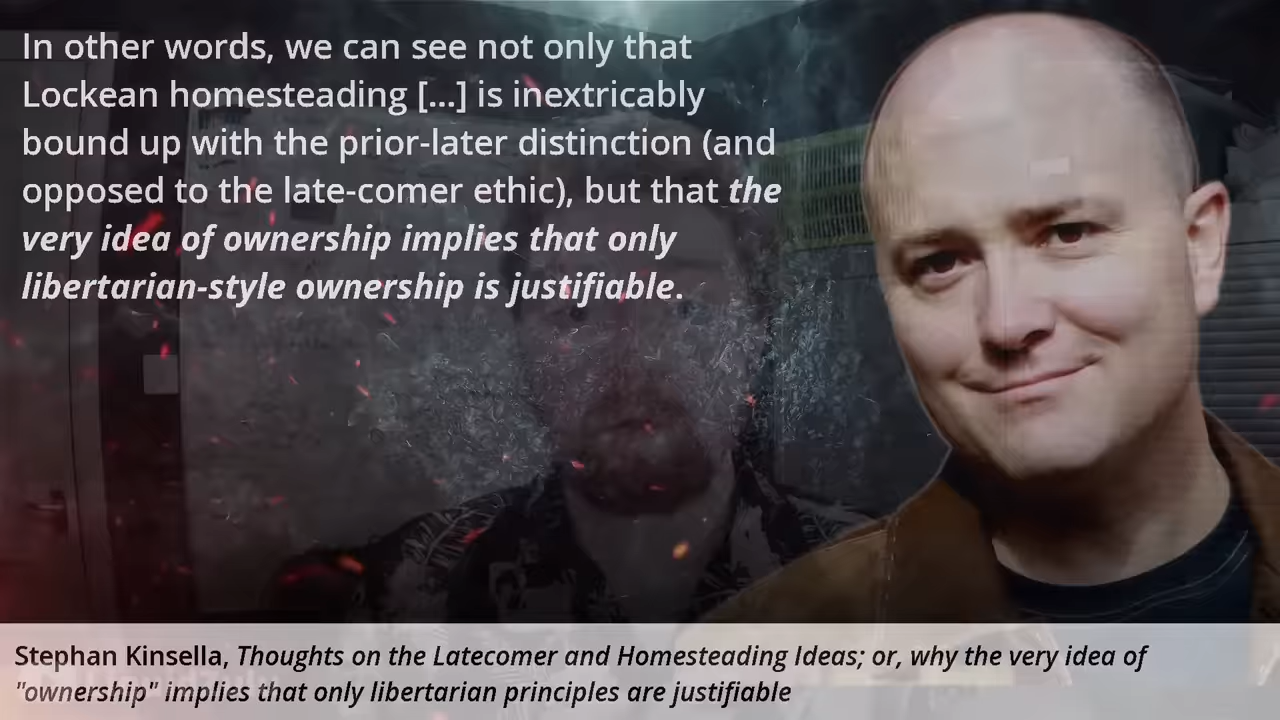 In other words, we can see not only that
Lockean homesteading [...] is inextricably
bound up with the prior-later distinction (and
opposed to the late-comer ethic), but that the
very idea of ownership implies that only
libertarian-style ownership is justifiable.
Stephan Kinsella, Thoughts on the Latecomer and Homesteading Ideas; or, why the very idea of
"ownership" implies that only libertarian principles are justifiable